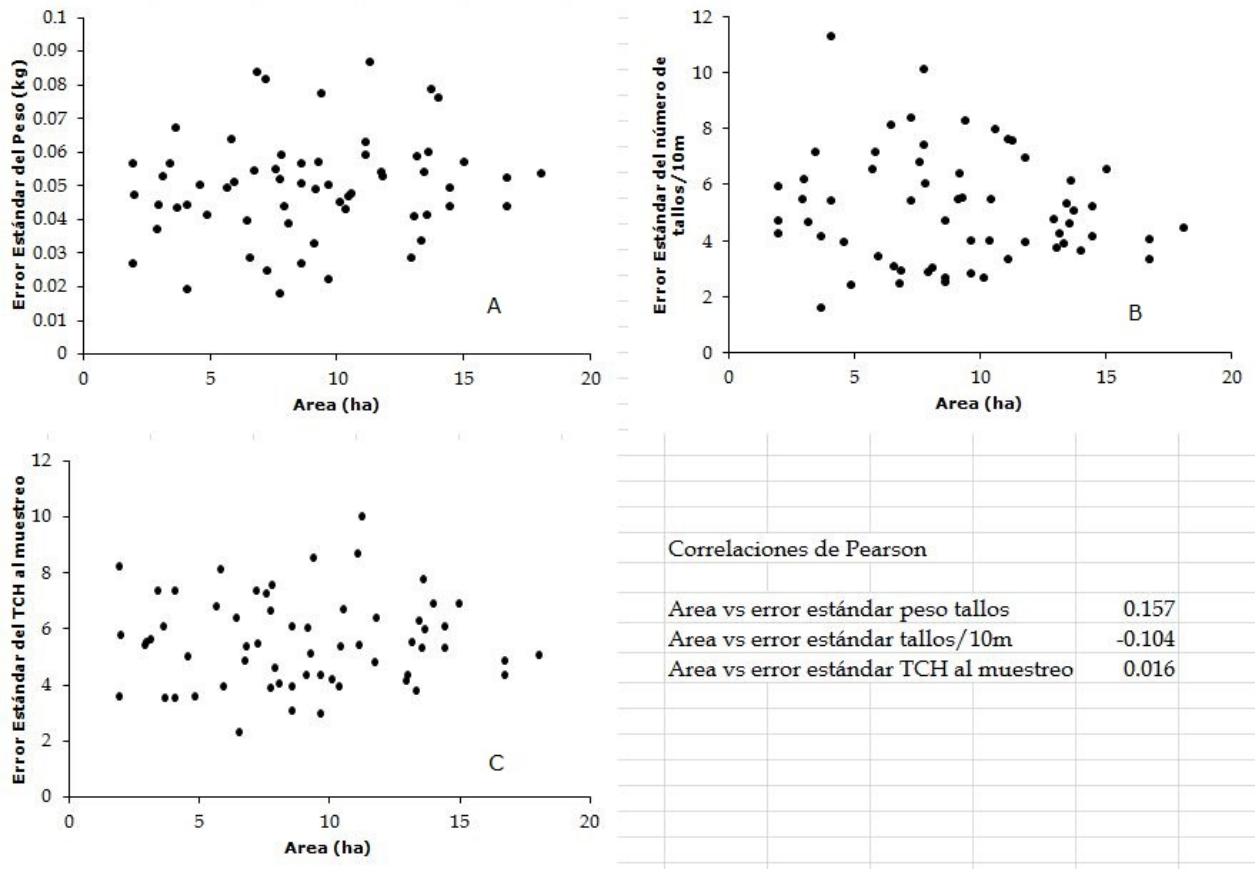 0.1
0.09
0.08
0.07
0.06
0.05
0.04
0.03
0.02
0.01
0
0 5 10 15 20
Error Estándar del Peso (kg)
Area (ha)
A
12
10
8
6
4
2
0
0 5 10 15 20
Error Estándar del número de
tallos/10m
Area (ha)
B
12
10
8
6
4
2
0
0 5 10 15 20
Error Estándar del TCH al muestreo
Area (ha)
C
Correlaciones de Pearson
Area vs error estándar peso tallos 0.157
Area vs error estándar tallos/10m -0.104
Area vs error estándar TCH al muestreo 0.016